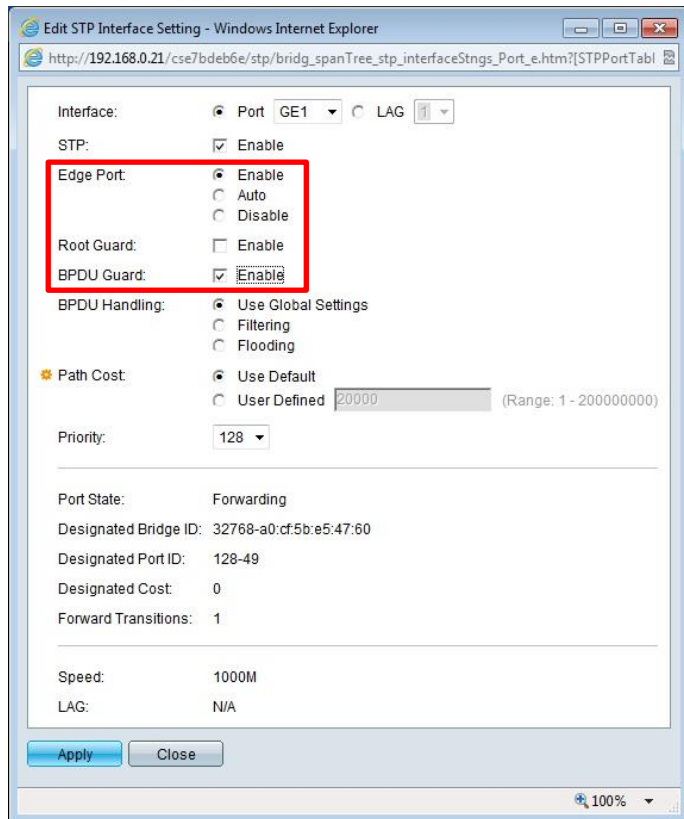 Edit STP Interface Setting - Windows Internet Explorer
http://192.168.0.21/cse7bdeb6e/stp/bridg_spanTree_stp_interfaceStngs_Port_e.htm?[STPPortTabl
Interface: Port GE1 LAG 1
STP: Enable
Edge Port: Enable
Auto
Disable
Root Guard: Enable
BPDU Guard: Enable
BPDU Handling: Use Global Settings
Filtering
Flooding
Path Cost: Use Default
User Defined 20000 (Range: 1 - 200000000)
Priority: 128
Port State: Forwarding
Designated Bridge ID: 32768-a0:cf:5b:e5:47:60
Designated Port ID: 128-49
Designated Cost: 0
Forward Transitions: 1
Speed: 1000M
LAG: N/A
Apply Close
100%